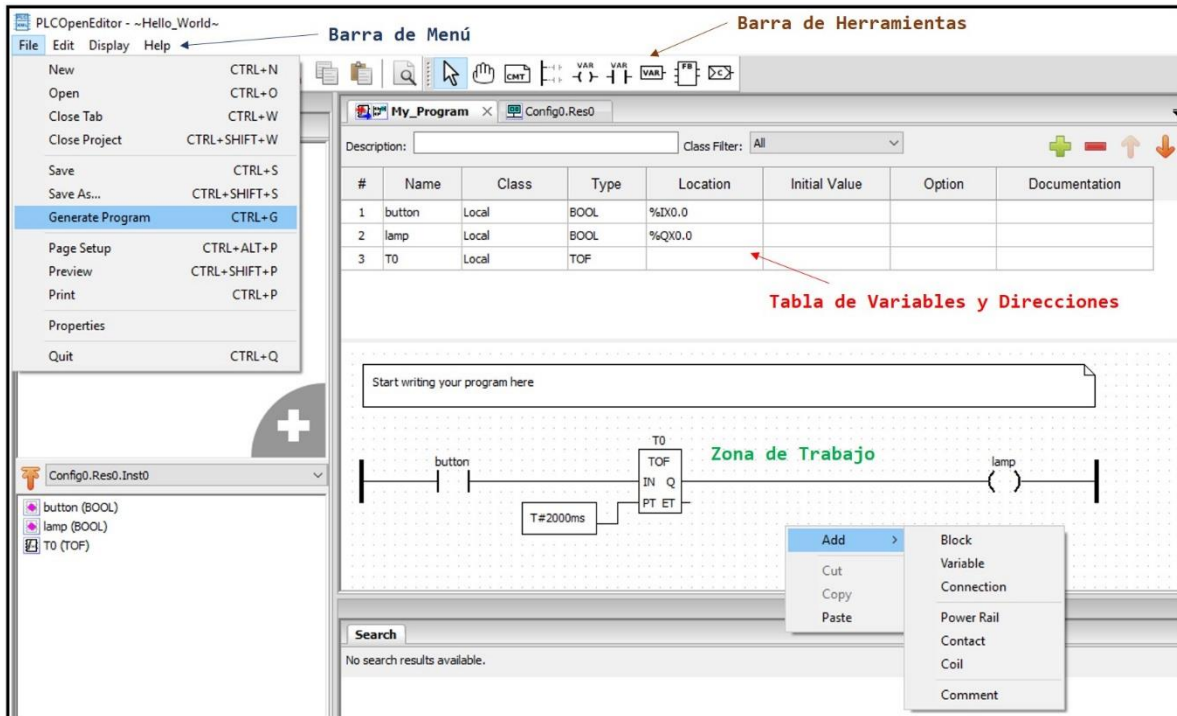 PLCOpenEditor - ~Hello_World~
File Edit Display Help
Barra de Menú
Barra de Herramientas
New CTRL+N
Open CTRL+O
Close Tab CTRL+W
Close Project CTRL+SHIFT+W
Save CTRL+S
Save As... CTRL+SHIFT+S
Generate Program CTRL+G
Page Setup CTRL+ALT+P
Preview CTRL+SHIFT+P
Print CTRL+P
Properties
Quit CTRL+Q
CMT VAR VAR VAR FB C
My_Program Config0.Res0
Description: Class Filter: All
# Name Class Type Location Initial Value Option Documentation
1 button Local BOOL %IX0.0
2 lamp Local BOOL %QX0.0
3 T0 Local TOF
Tabla de Variables y Direcciones
Start writing your program here
Zona de Trabajo
button
T0
TOF
IN Q
PT ET
T#2000ms
lamp
Config0.Res0.Inst0
button (BOOL)
lamp (BOOL)
T0 (TOF)
Add
Cut
Copy
Paste
Block
Variable
Connection
Power Rail
Contact
Coil
Comment
Search
No search results available.